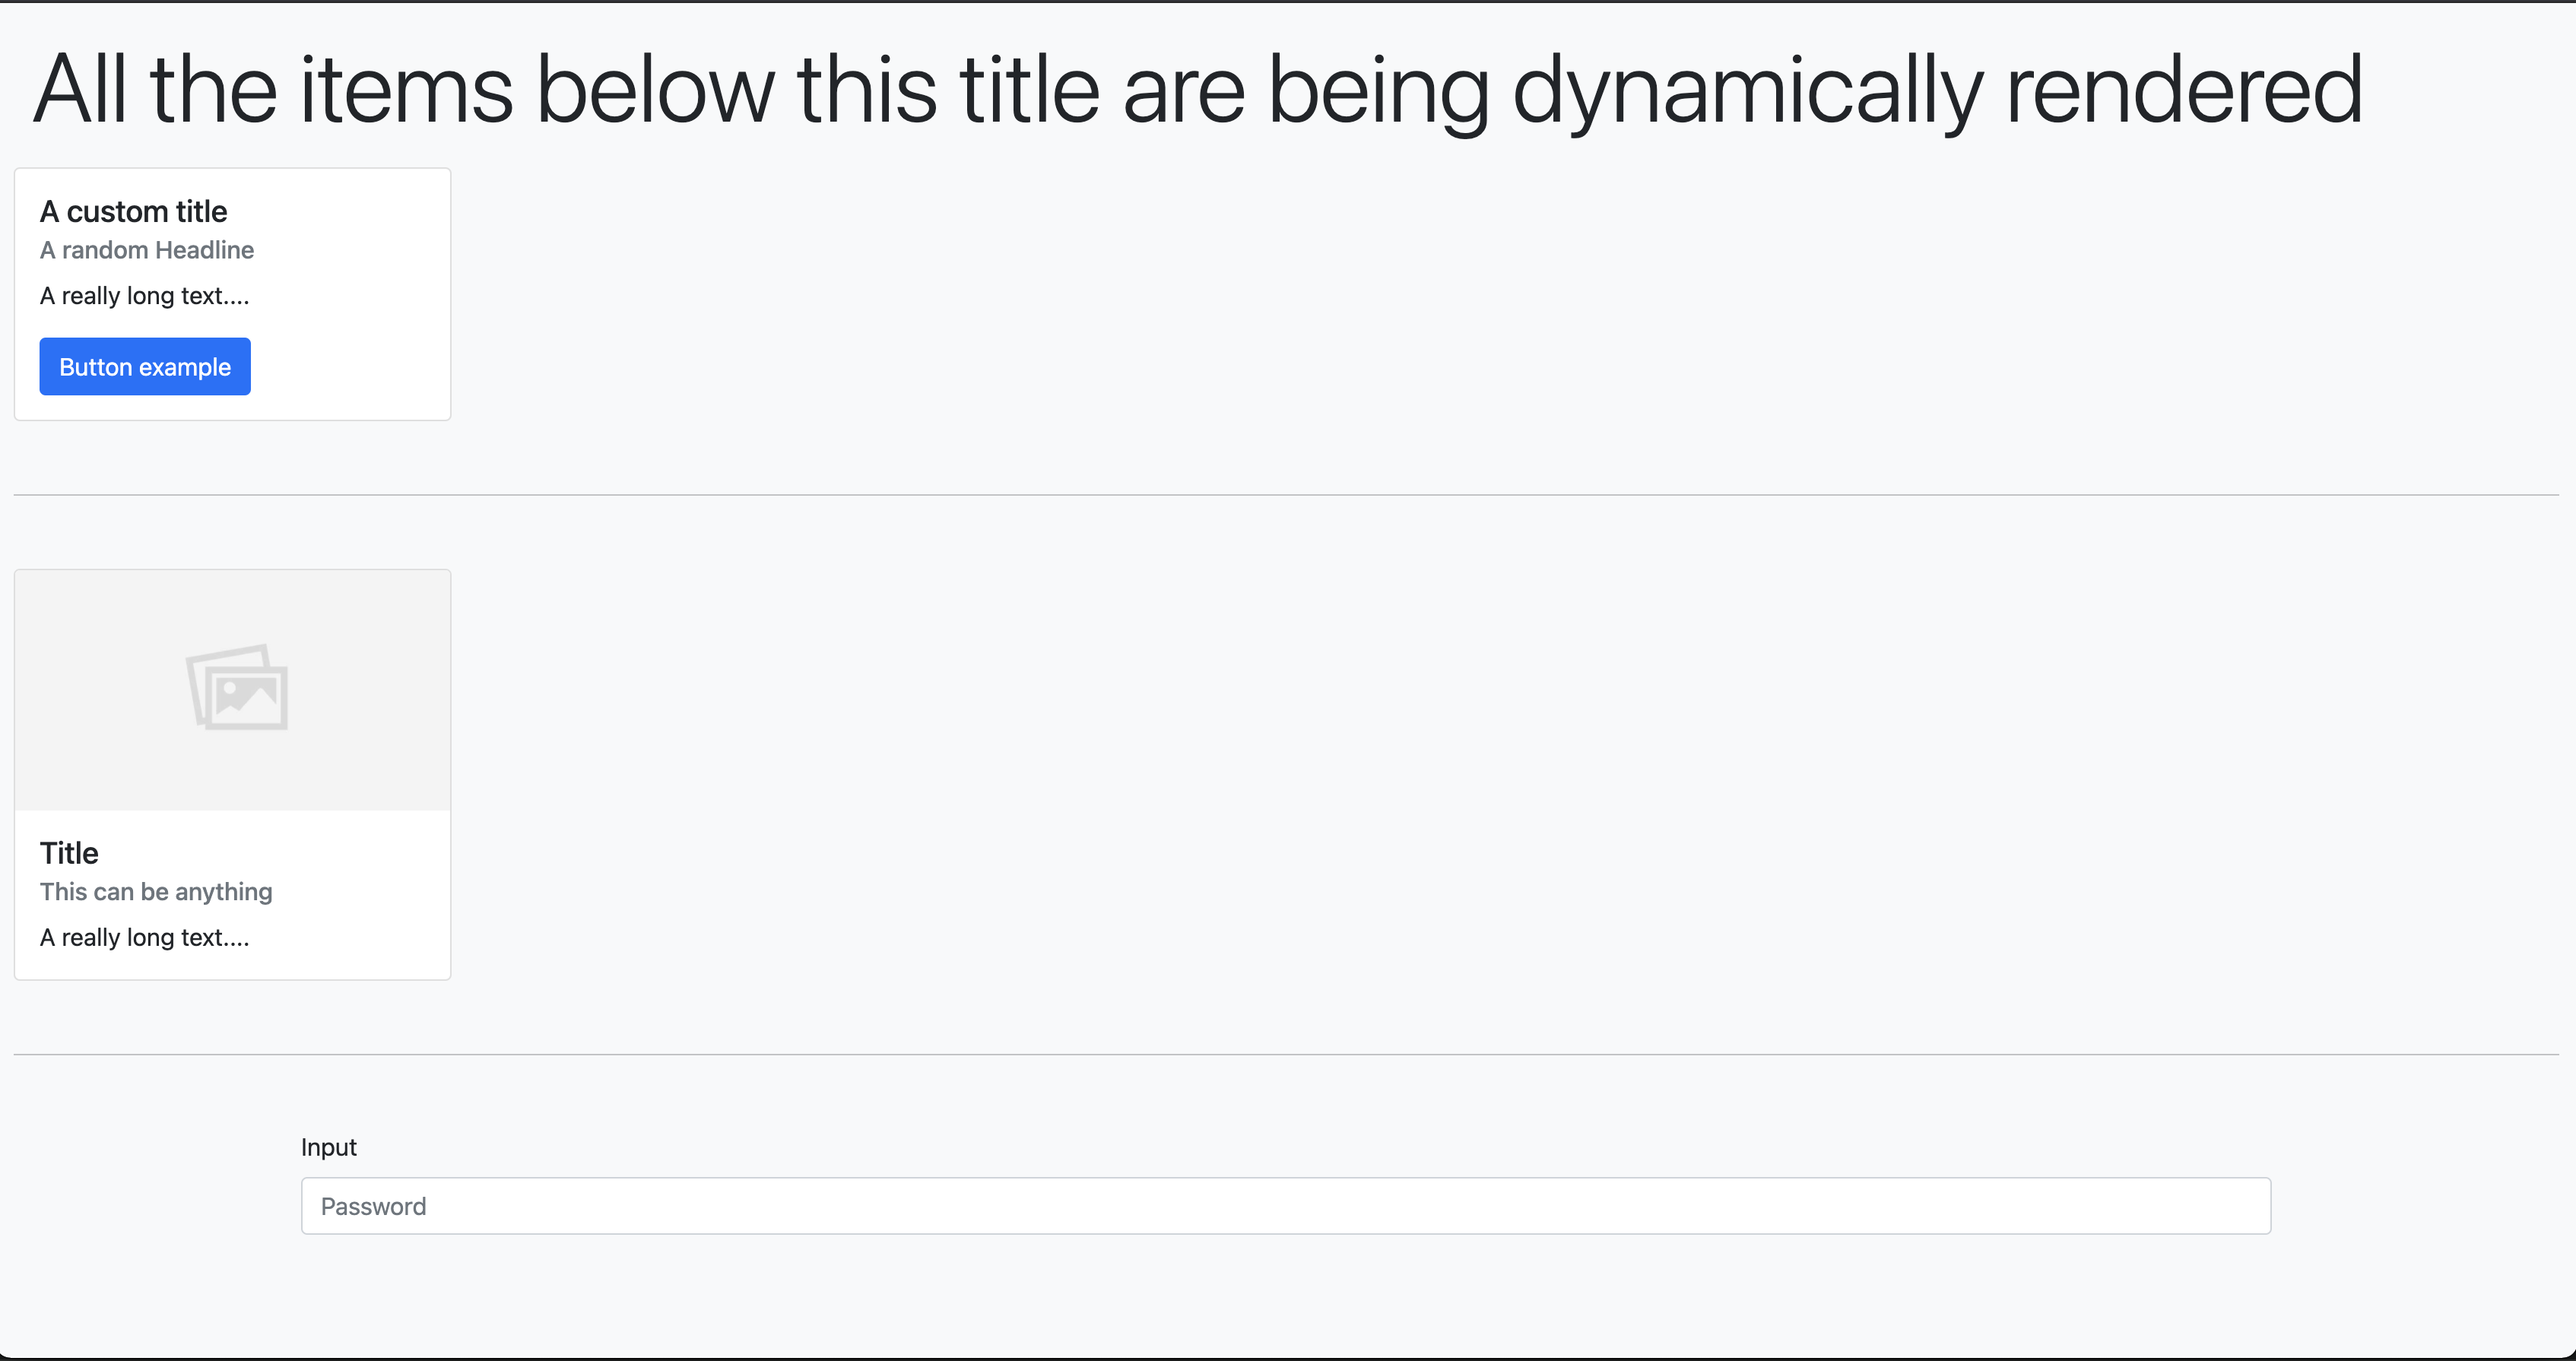 All the items below this title are being dynamically rendered
A custom title
A random Headline
A really long text....
Button example
Title
This can be anything
A really long text....
Input
Password